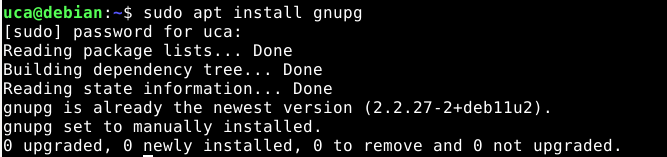 uca@debian:~$ sudo apt install gnupg
[sudo] password for uca:
Reading package lists... Done
Building dependency tree... Done
Reading state information... Done
gnupg is already the newest version (2.2.27-2+deb11u2).
gnupg set to manually installed.
0 upgraded, 0 newly installed, 0 to remove and 0 not upgraded.